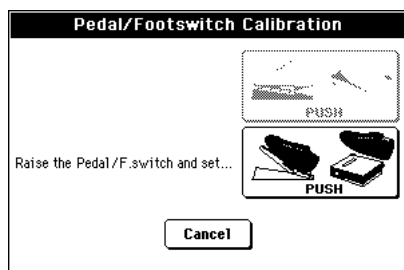 Pedal/Footswitch Calibration
PUSH
Raise the Pedal/F.switch and set...
PUSH
Cancel